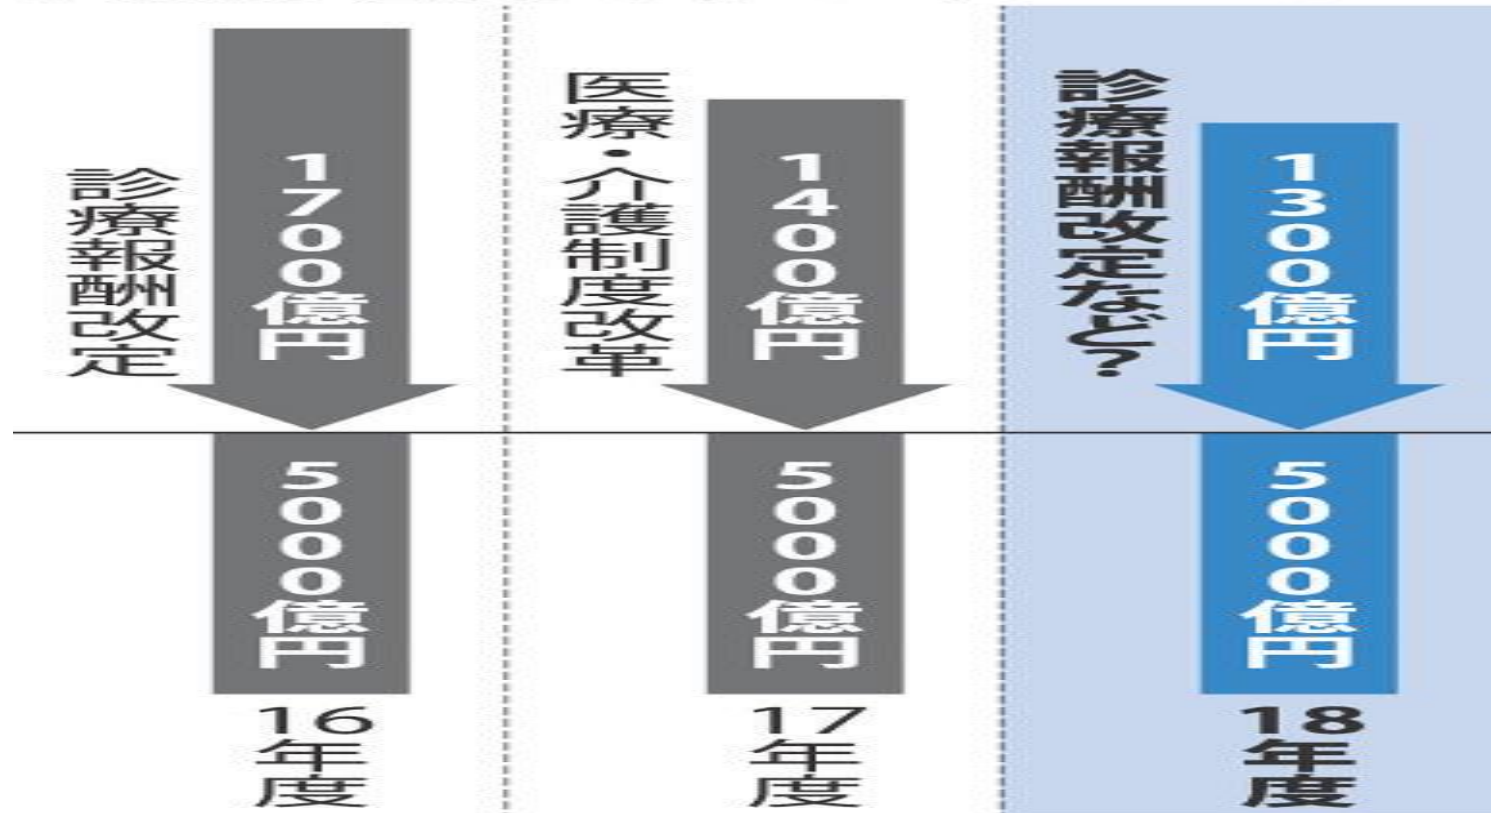 診療報酬改定
1700億円
5000億円
16年度
医療・介護制度改革
1400億円
5000億円
17年度
診療報酬改定など?
1300億円
5000億円
18年度